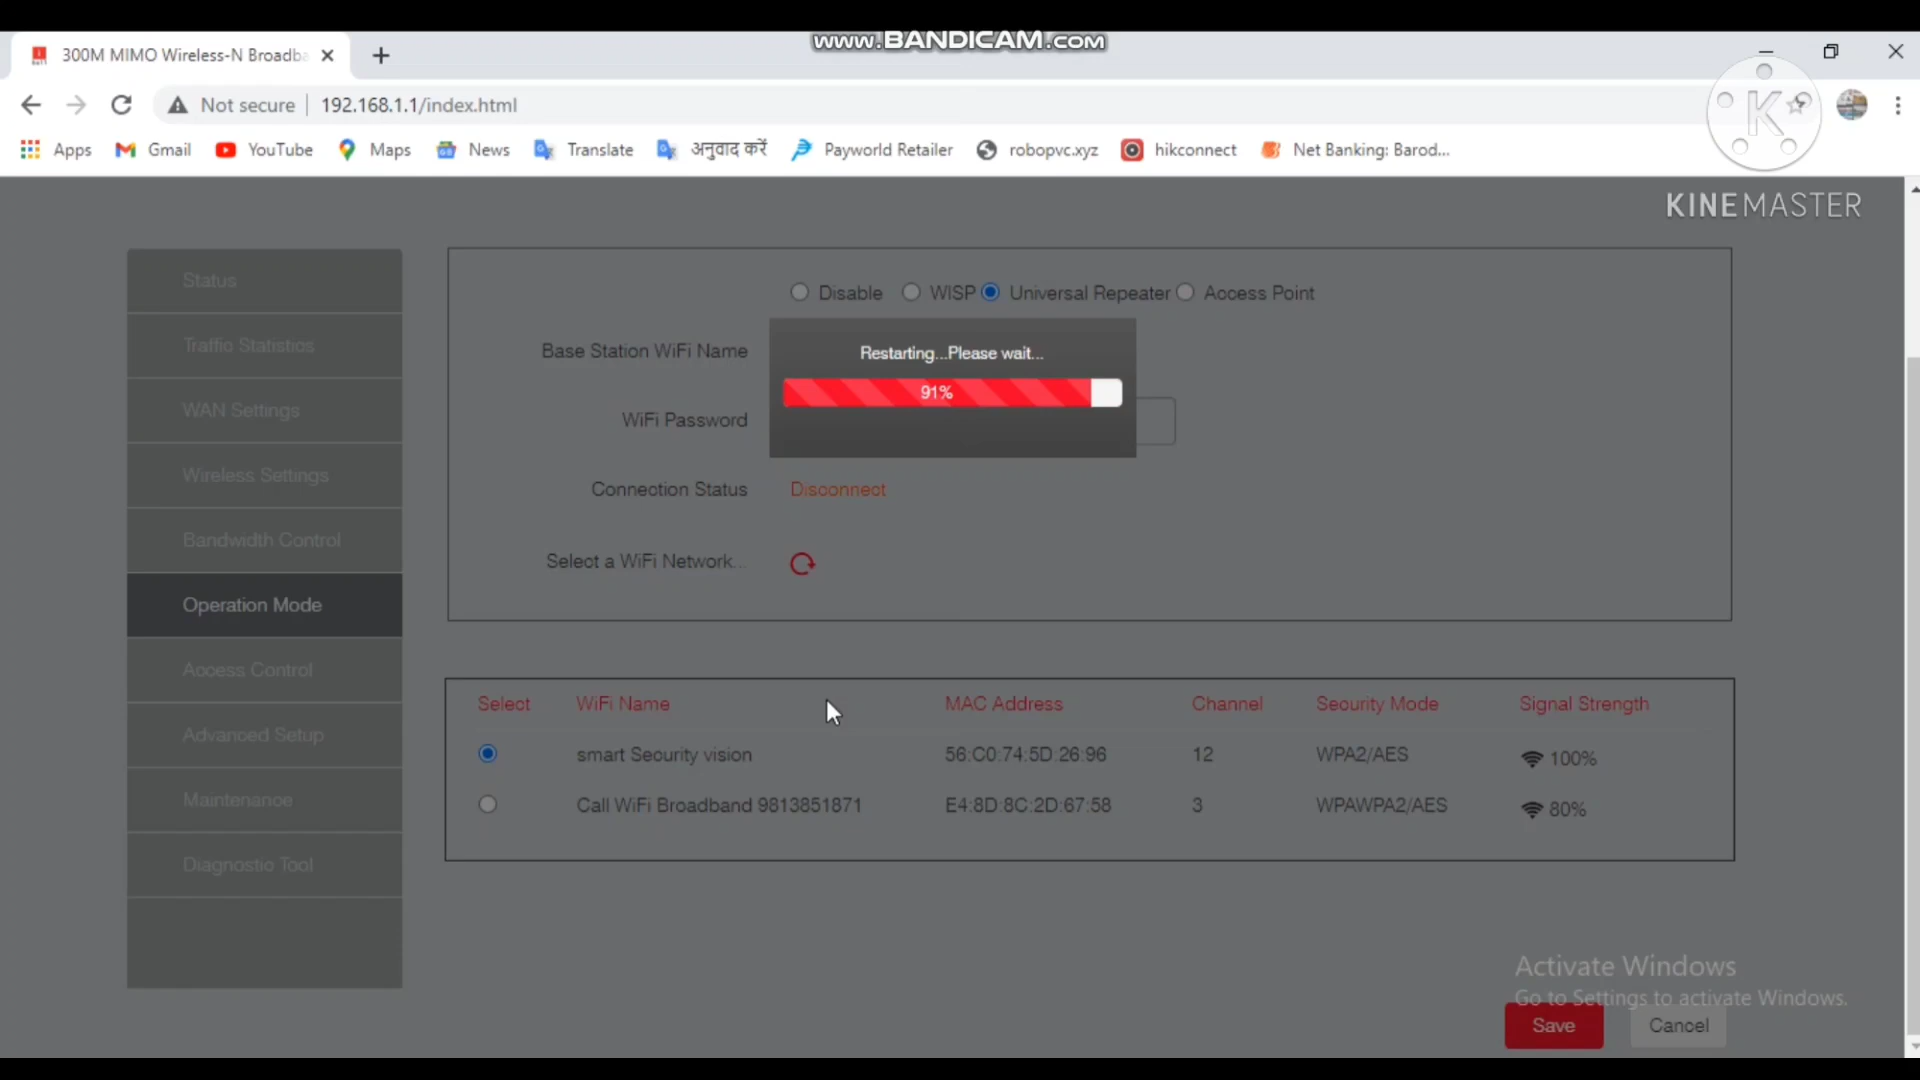 www.BANDICAM.com
300M MIMO Wireless-N Broadba
Not secure 192.168.1.1/index.html
K
Apps Gmail YouTube Maps News Translate अनुवाद करें Payworld Retailer robopvc.xyz hikconnect Net Banking: Barod...
KINEMASTER
Status
Traffic Statistics
WAN Settings
Wireless Settings
Bandwidth Control
Operation Mode
Access Control
Advanced Setup
Maintenance
Diagnostic Tool
Disable WISP Universal Repeater Access Point
Base Station WiFi Name
Restarting...Please wait...
91%
WiFi Password
Connection Status Disconnect
Select a WiFi Network...
Select WiFi Name MAC Address Channel Security Mode Signal Strength
smart Security vision 56:C0:74:5D:26:96 12 WPA2/AES 100%
Call WiFi Broadband 9813851871 E4:8D:8C:2D:67:58 3 WPAWPA2/AES 80%
Activate Windows
Go to Settings to activate Windows.
Save Cancel